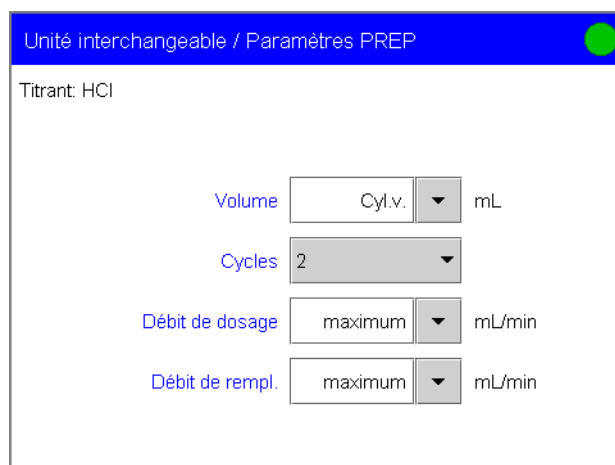 Unité interchangeable / Paramètres PREP
Titrant: HCl
Volume Cyl.v. mL
Cycles 2
Débit de dosage maximum mL/min
Débit de rempl. maximum mL/min